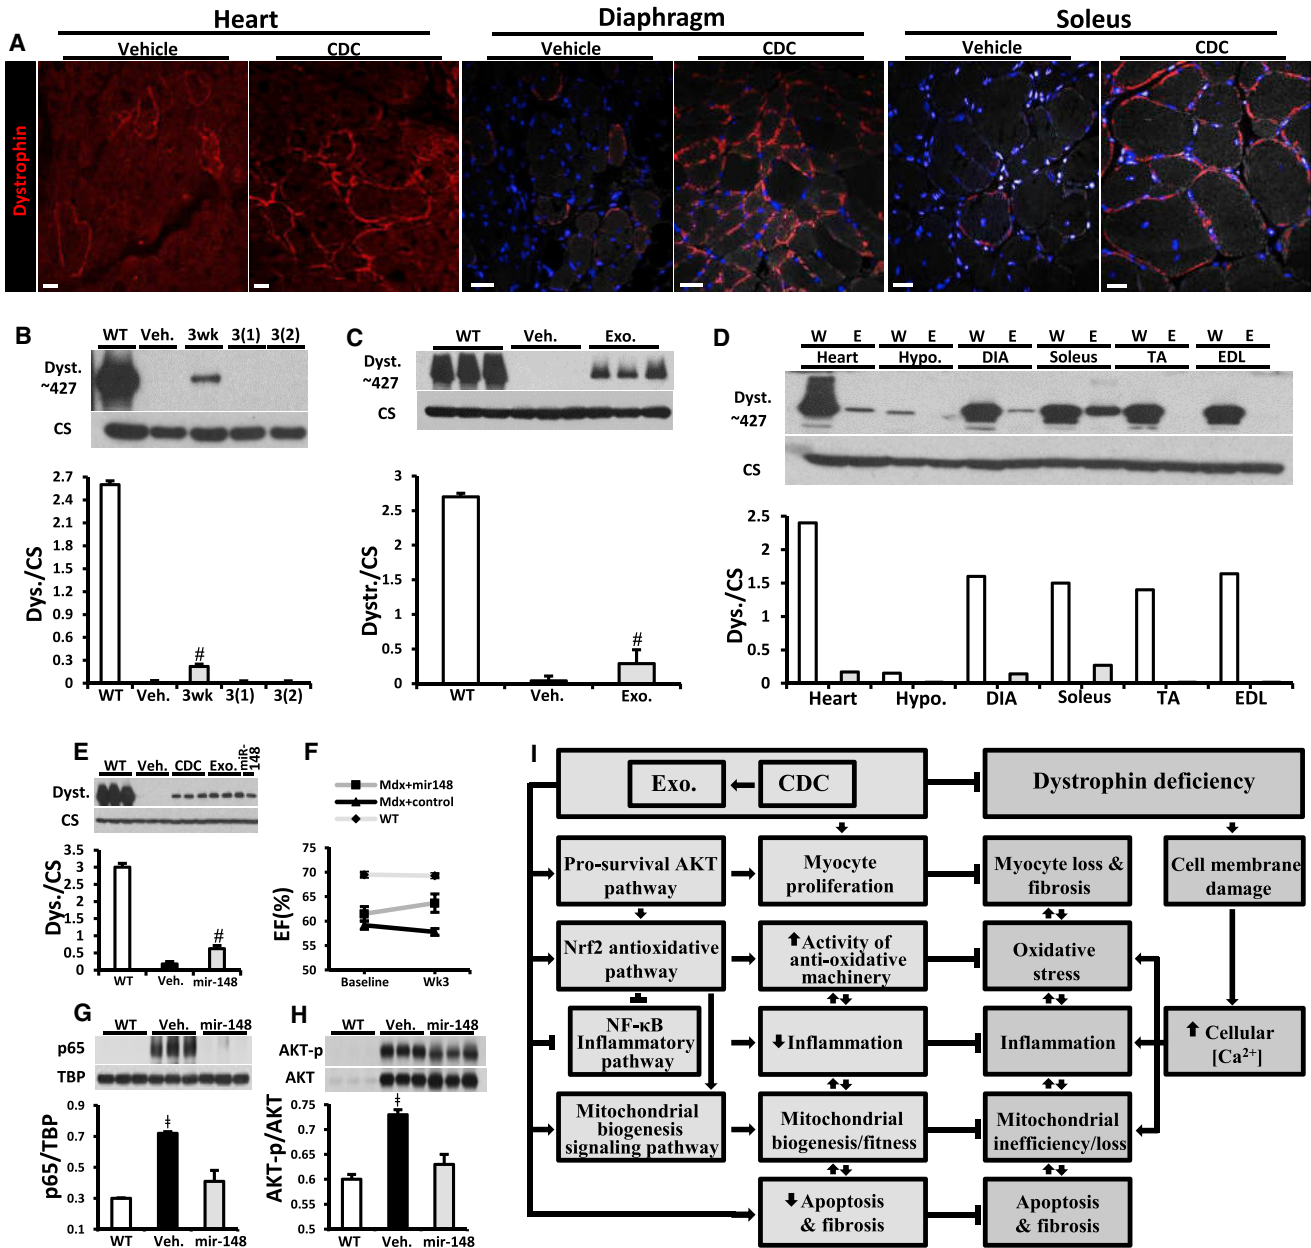 Heart
Diaphragm
Soleus
A
Vehicle
CDC
Vehicle
CDC
Vehicle
CDC
Dystrophin
B
WT
Veh.
3wk
3(1)
3(2)
Dyst.
~427
CS
2.7
2.4
2.1
1.8
1.5
1.2
0.9
0.6
0.3
0
Dys./CS
#
WT
Veh.
3wk
3(1)
3(2)
C
WT
Veh.
Exo.
Dyst.
~427
CS
3
2.5
2
1.5
1
0.5
0
Dystr./CS
#
WT
Veh.
Exo.
D
W E W E W E W E W E W E
Heart
Hypo.
DIA
Soleus
TA
EDL
Dyst.
~427
CS
2.5
2
1.5
1
0.5
0
Dys./CS
Heart
Hypo.
DIA
Soleus
TA
EDL
E
WT
Veh.
CDC
Exo.
miR-
148
Dyst.
CS
3.5
3
2.5
2
1.5
1
0.5
0
Dys./CS
#
WT
Veh.
mir-148
F
Mdx+mir148
Mdx+control
WT
75
70
65
60
55
50
EF(%)
Baseline
Wk3
G
WT
Veh.
mir-148
p65
TBP
0.9
0.7
0.5
0.3
0.1
p65/TBP
ǂ
WT
Veh.
mir-148
H
WT
Veh.
mir-148
AKT-p
AKT
0.75
0.7
0.65
0.6
0.55
0.5
AKT-p/AKT
ǂ
WT
Veh.
mir-148
I
Exo.
CDC
Dystrophin deficiency
Pro-survival AKT
pathway
Myocyte
proliferation
Myocyte loss &
fibrosis
Cell membrane
damage
Nrf2 antioxidative
pathway
Activity of
anti-oxidative
machinery
Oxidative
stress
NF-κB
Inflammatory
pathway
Inflammation
Inflammation
Cellular
[Ca²⁺]
Mitochondrial
biogenesis
signaling pathway
Mitochondrial
biogenesis/fitness
Mitochondrial
inefficiency/loss
Apoptosis
& fibrosis
Apoptosis
& fibrosis